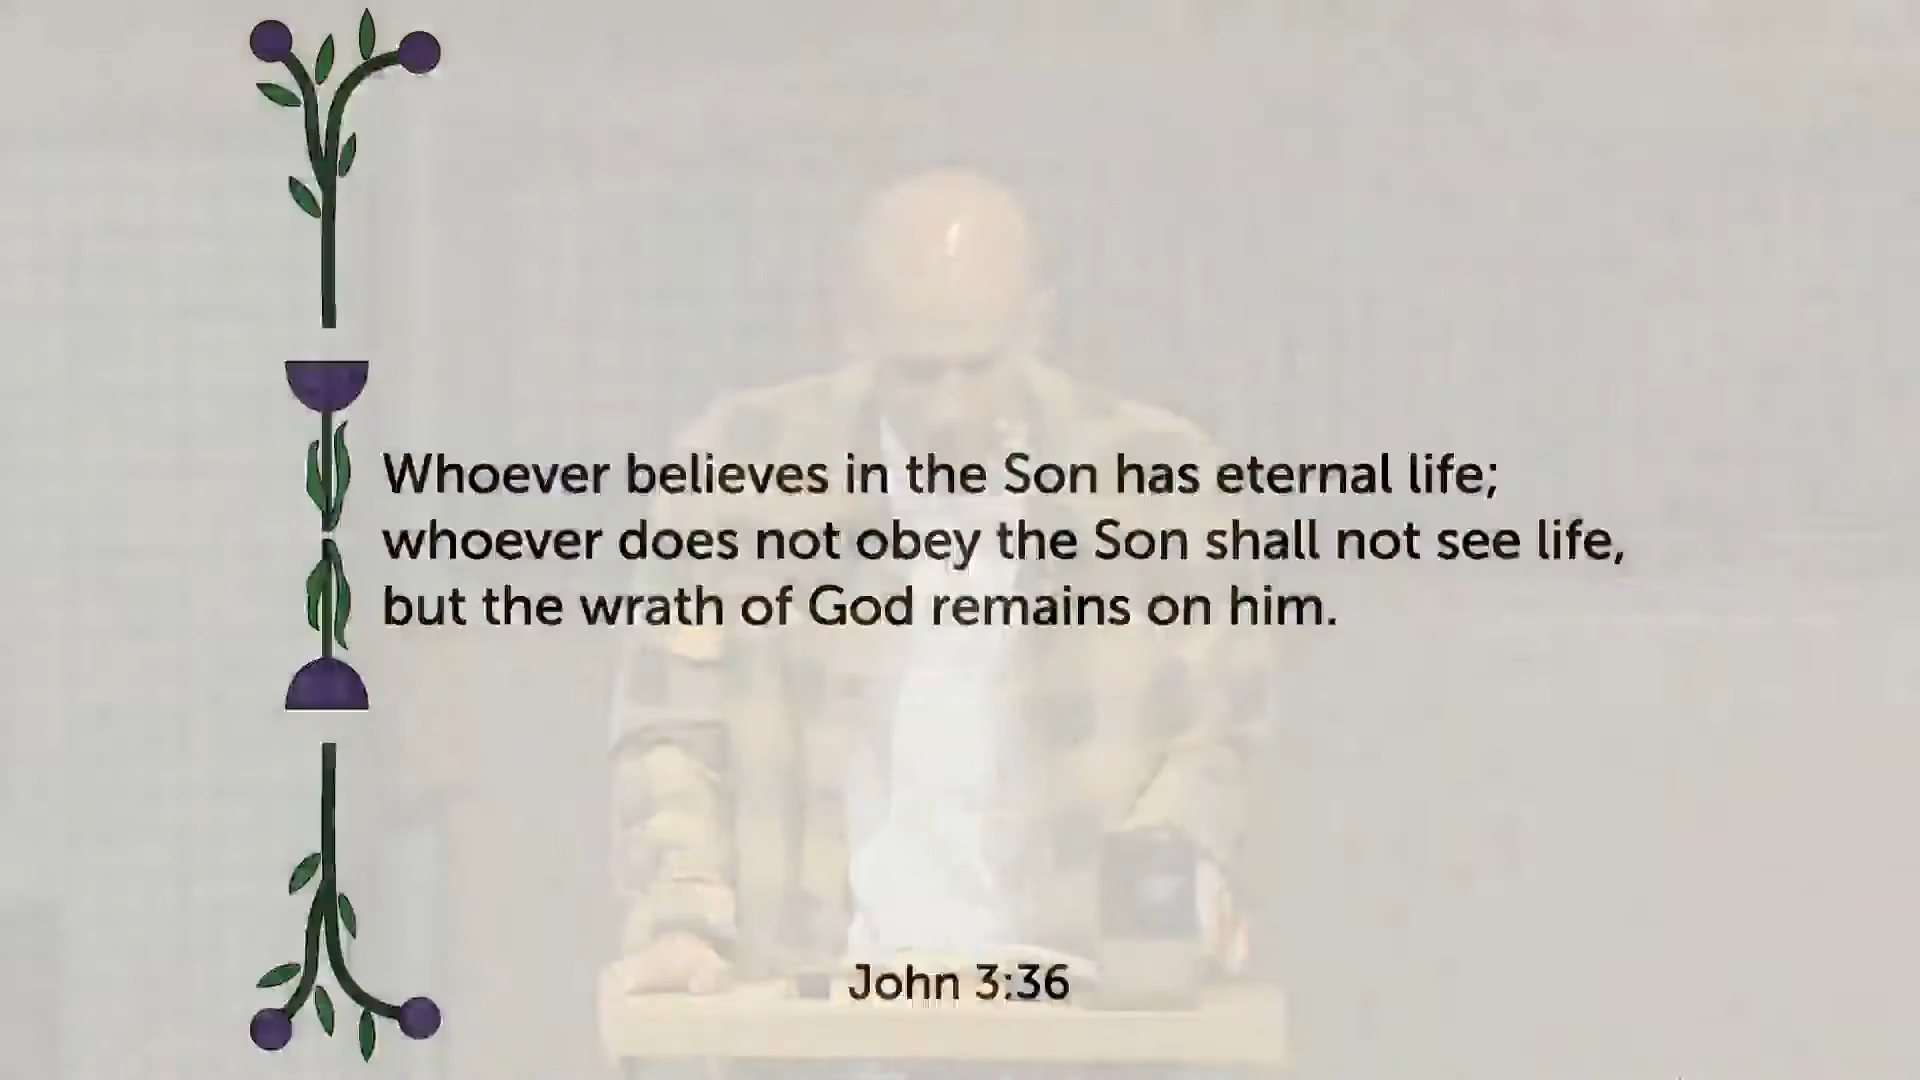 Whoever believes in the Son has eternal life;
whoever does not obey the Son shall not see life,
but the wrath of God remains on him.
John 3:36